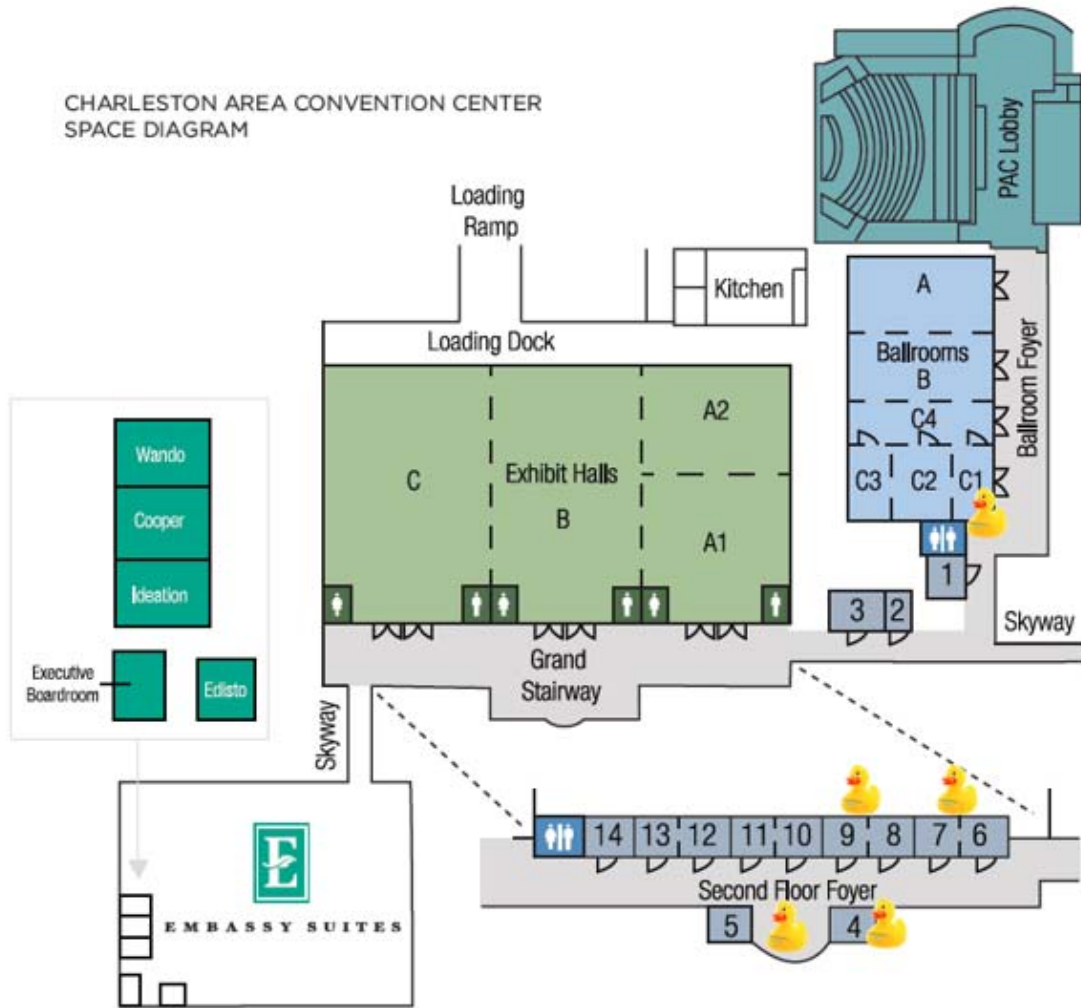 CHARLESTON AREA CONVENTION CENTER
SPACE DIAGRAM
PAC Lobby
Loading
Ramp
Kitchen
Loading Dock
A
Ballrooms
B
C4
C3
C2
C1
Ballroom Foyer
A2
C
Exhibit Halls
B
A1
Wando
Cooper
Ideation
Executive
Boardroom
Edisto
1
3
2
Skyway
Grand
Stairway
Skyway
14
13
12
11
10
9
8
7
6
Second Floor Foyer
5
4
E
EMBASSY SUITES